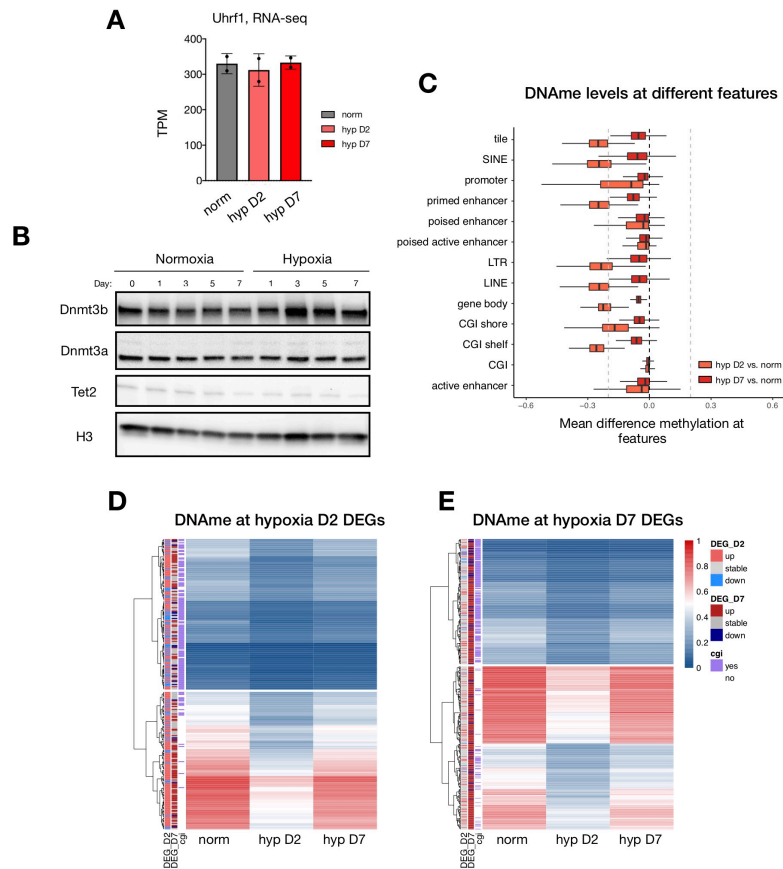 A
Uhrf1, RNA-seq
TPM
400
300
200
100
0
norm
hyp D2
hyp D7
norm
hyp D2
hyp D7
B
Normoxia
Hypoxia
Day: 0 1 3 5 7 1 3 5 7
Dnmt3b
Dnmt3a
Tet2
H3
C
DNAme levels at different features
tile
SINE
promoter
primed enhancer
poised enhancer
poised active enhancer
LTR
LINE
gene body
CGI shore
CGI shelf
CGI
active enhancer
hyp D2 vs. norm
hyp D7 vs. norm
−0.6 −0.3 0.0 0.3 0.6
Mean difference methylation at
features
D
DNAme at hypoxia D2 DEGs
DEG_D2
DEG_D7
cgi
norm hyp D2 hyp D7
E
DNAme at hypoxia D7 DEGs
DEG_D2
DEG_D7
cgi
norm hyp D2 hyp D7
1
0.8
0.6
0.4
0.2
0
DEG_D2
up
stable
down
DEG_D7
up
stable
down
cgi
yes
no